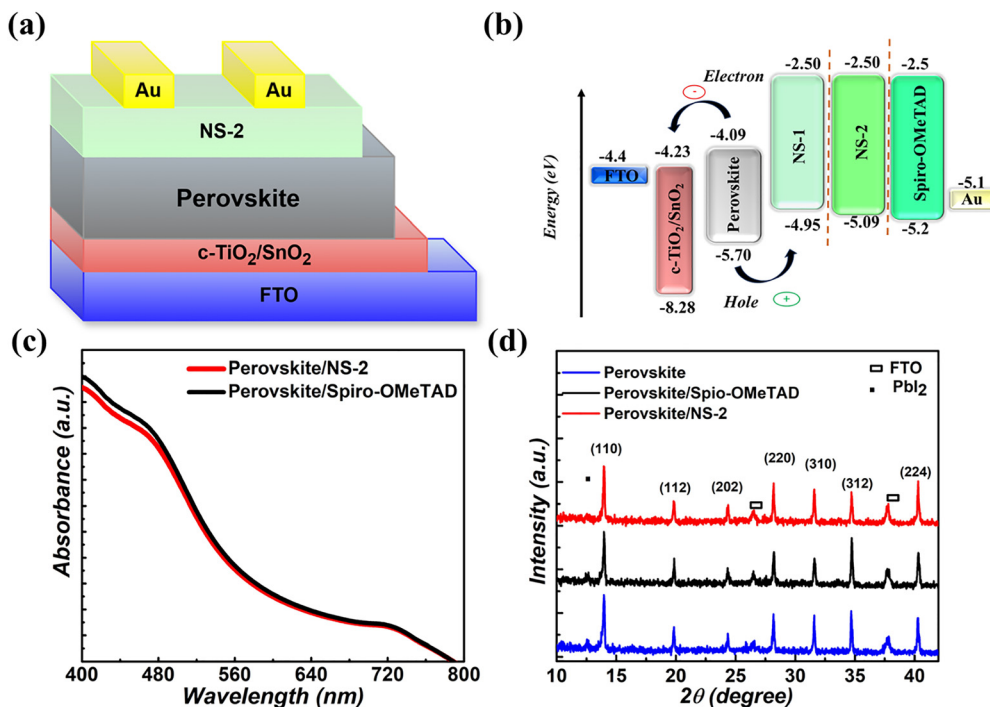 (a)
Au
Au
NS-2
Perovskite
c-TiO₂/SnO₂
FTO
(b)
Energy (eV)
Electron
-
-4.4
FTO
-4.23
c-TiO₂/SnO₂
-8.28
-4.09
Perovskite
-5.70
Hole
+
-2.50
NS-1
-4.95
-2.50
NS-2
-5.09
-2.5
Spiro-OMeTAD
-5.2
-5.1
Au
(c)
Perovskite/NS-2
Perovskite/Spiro-OMeTAD
Absorbance (a.u.)
400 480 560 640 720 800
Wavelength (nm)
(d)
Perovskite
Perovskite/Spio-OMeTAD
Perovskite/NS-2
FTO
PbI₂
(110)
(112)
(202)
(220)
(310)
(312)
(224)
Intensity (a.u.)
10 15 20 25 30 35 40
2θ (degree)